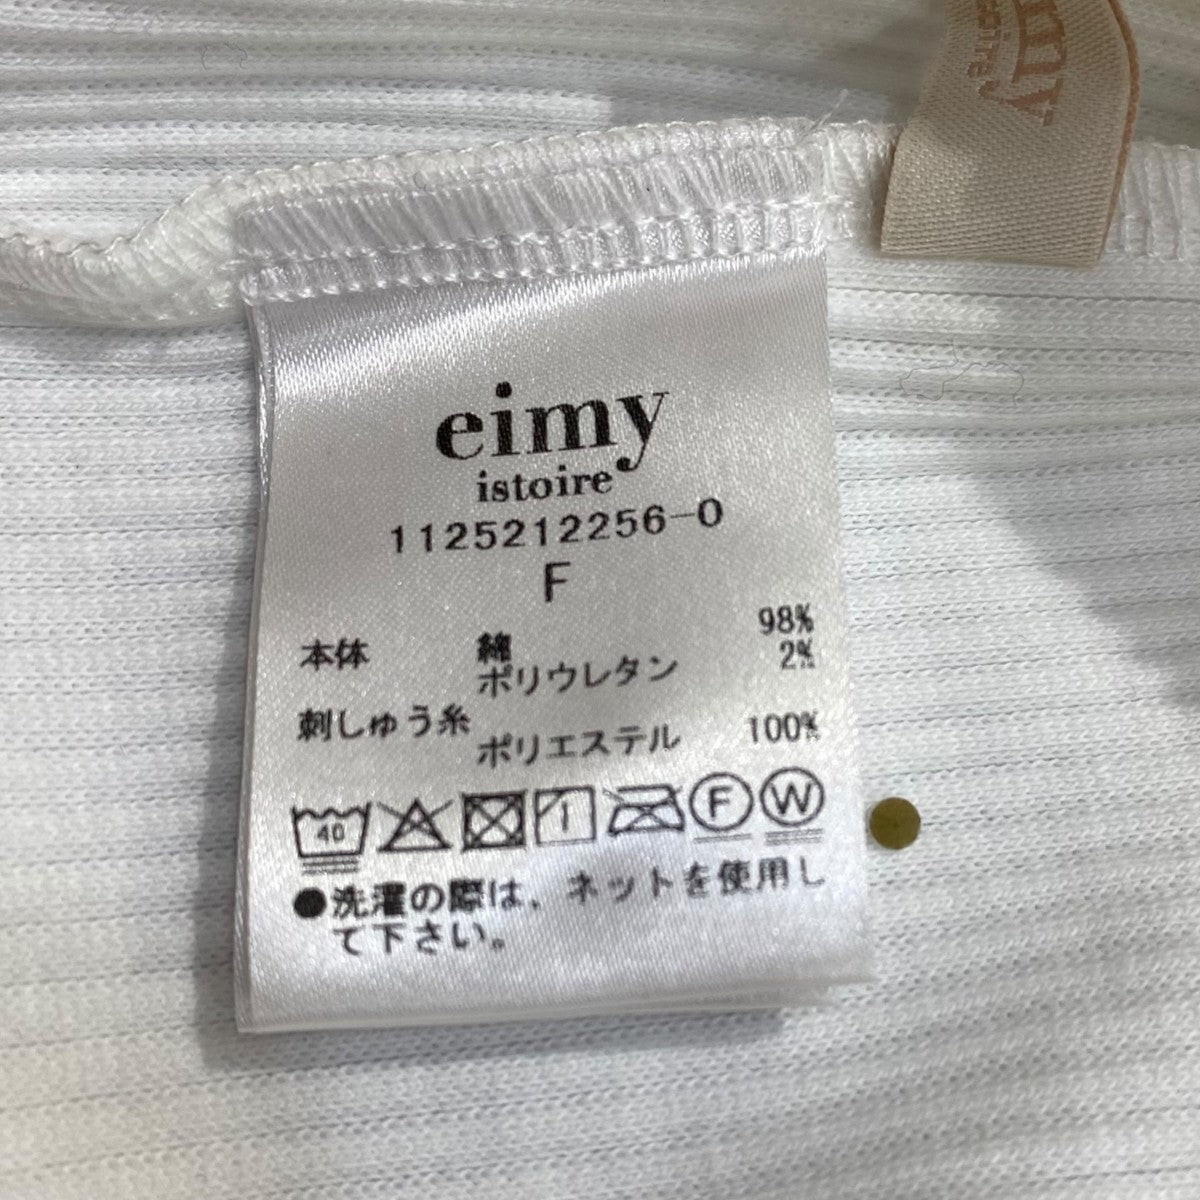 eimy
istoire
1125212256-0
F
本体 綿 98%
ポリウレタン 2%
刺しゅう糸
ポリエステル 100%
40
F W
●洗濯の際は、ネットを使用し
て下さい。